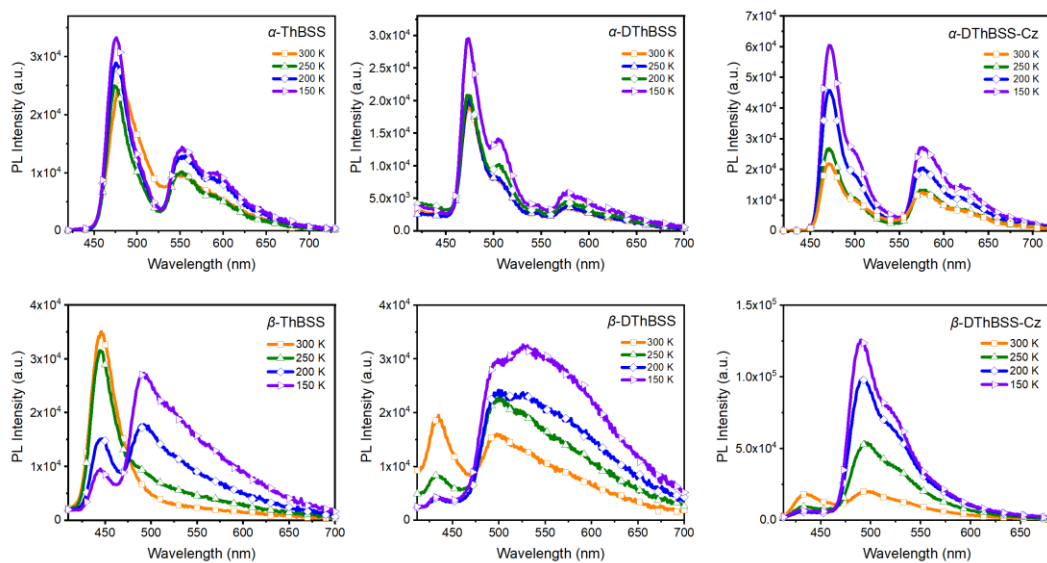 α-ThBSS
300 K
250 K
200 K
150 K
3x10⁴
2x10⁴
1x10⁴
0
450 500 550 600 650 700
Wavelength (nm)
PL Intensity (a.u.)
α-DThBSS
300 K
250 K
200 K
150 K
3.0x10⁴
2.5x10⁴
2.0x10⁴
1.5x10⁴
1.0x10⁴
5.0x10³
0.0
450 500 550 600 650 700
Wavelength (nm)
PL Intensity (a.u.)
α-DThBSS-Cz
300 K
250 K
200 K
150 K
7x10⁴
6x10⁴
5x10⁴
4x10⁴
3x10⁴
2x10⁴
1x10⁴
0
450 500 550 600 650 700
Wavelength (nm)
PL Intensity (a.u.)
β-ThBSS
300 K
250 K
200 K
150 K
4x10⁴
3x10⁴
2x10⁴
1x10⁴
0
450 500 550 600 650 700
Wavelength (nm)
PL Intensity (a.u.)
β-DThBSS
300 K
250 K
200 K
150 K
4x10⁴
3x10⁴
2x10⁴
1x10⁴
0
450 500 550 600 650 700
Wavelength (nm)
PL Intensity (a.u.)
β-DThBSS-Cz
300 K
250 K
200 K
150 K
1.5x10⁵
1.0x10⁵
5.0x10⁴
0.0
450 500 550 600 650
Wavelength (nm)
PL Intensity (a.u.)